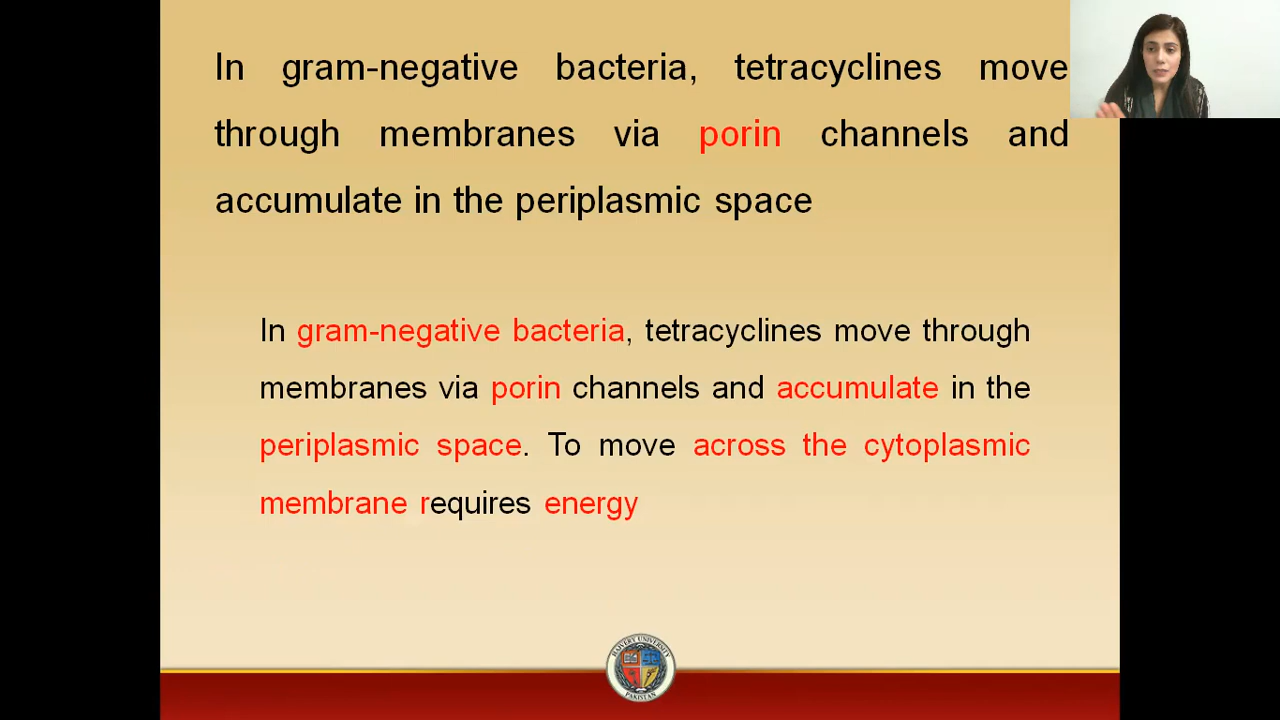 In gram-negative bacteria, tetracyclines move
through membranes via porin channels and
accumulate in the periplasmic space
In gram-negative bacteria, tetracyclines move through
membranes via porin channels and accumulate in the
periplasmic space. To move across the cytoplasmic
membrane requires energy
PAKISTAN